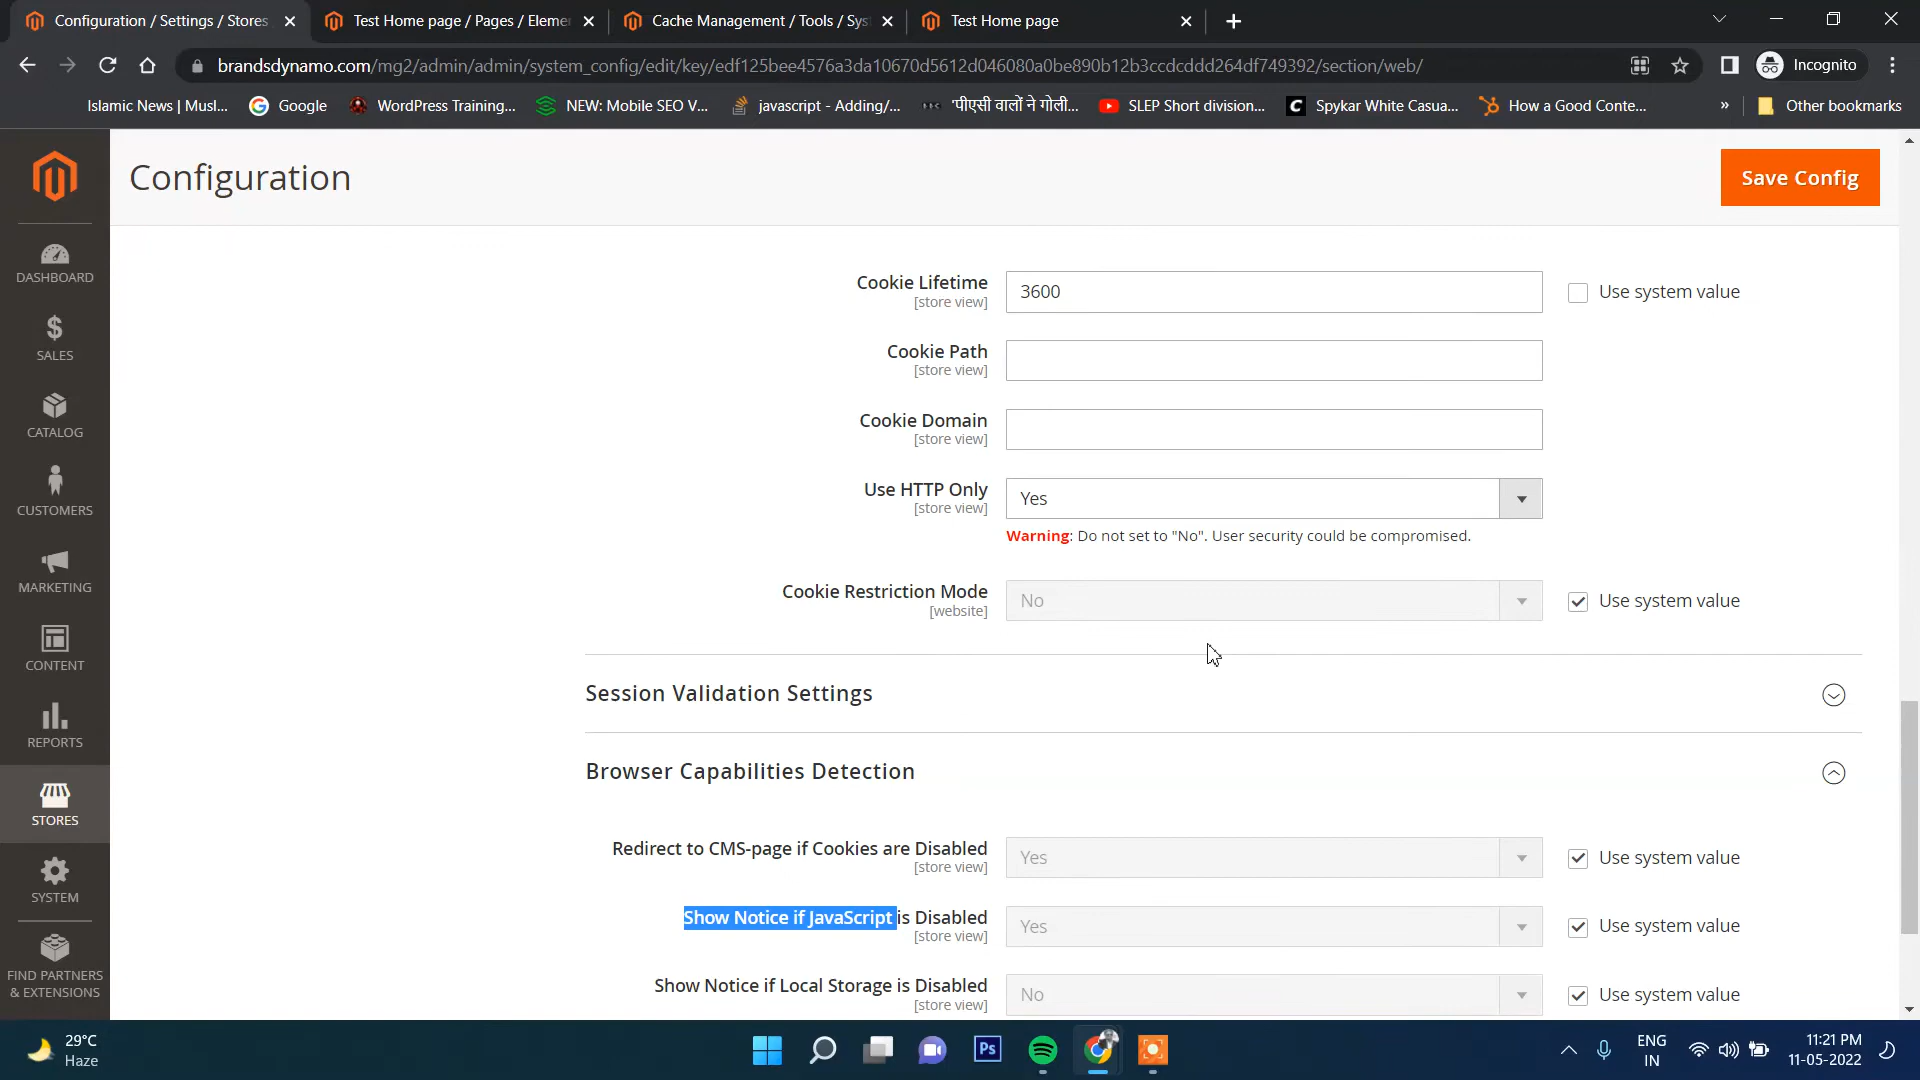 Configuration / Settings / Stores
Test Home page / Pages / Eleme
Cache Management / Tools / Sys
Test Home page
brandsdynamo.com/mg2/admin/admin/system_config/edit/key/edf125bee4576a3da10670d5612d046080a0be890b12b3ccdcddd264df749392/section/web/
Incognito
Islamic News | Musl...
Google
WordPress Training...
NEW: Mobile SEO V...
javascript - Adding/...
'पीएसी वालों ने गोली...
SLEP Short division...
Spykar White Casua...
How a Good Conte...
»
Other bookmarks
Configuration
Save Config
DASHBOARD
SALES
CATALOG
CUSTOMERS
MARKETING
CONTENT
REPORTS
STORES
SYSTEM
FIND PARTNERS
& EXTENSIONS
Cookie Lifetime
[store view]
3600
Use system value
Cookie Path
[store view]
Cookie Domain
[store view]
Use HTTP Only
[store view]
Yes
Warning: Do not set to "No". User security could be compromised.
Cookie Restriction Mode
[website]
No
Use system value
Session Validation Settings
Browser Capabilities Detection
Redirect to CMS-page if Cookies are Disabled
[store view]
Yes
Use system value
Show Notice if JavaScript is Disabled
[store view]
Yes
Use system value
Show Notice if Local Storage is Disabled
[store view]
No
Use system value
29°C
Haze
Ps
ENG
IN
11:21 PM
11-05-2022